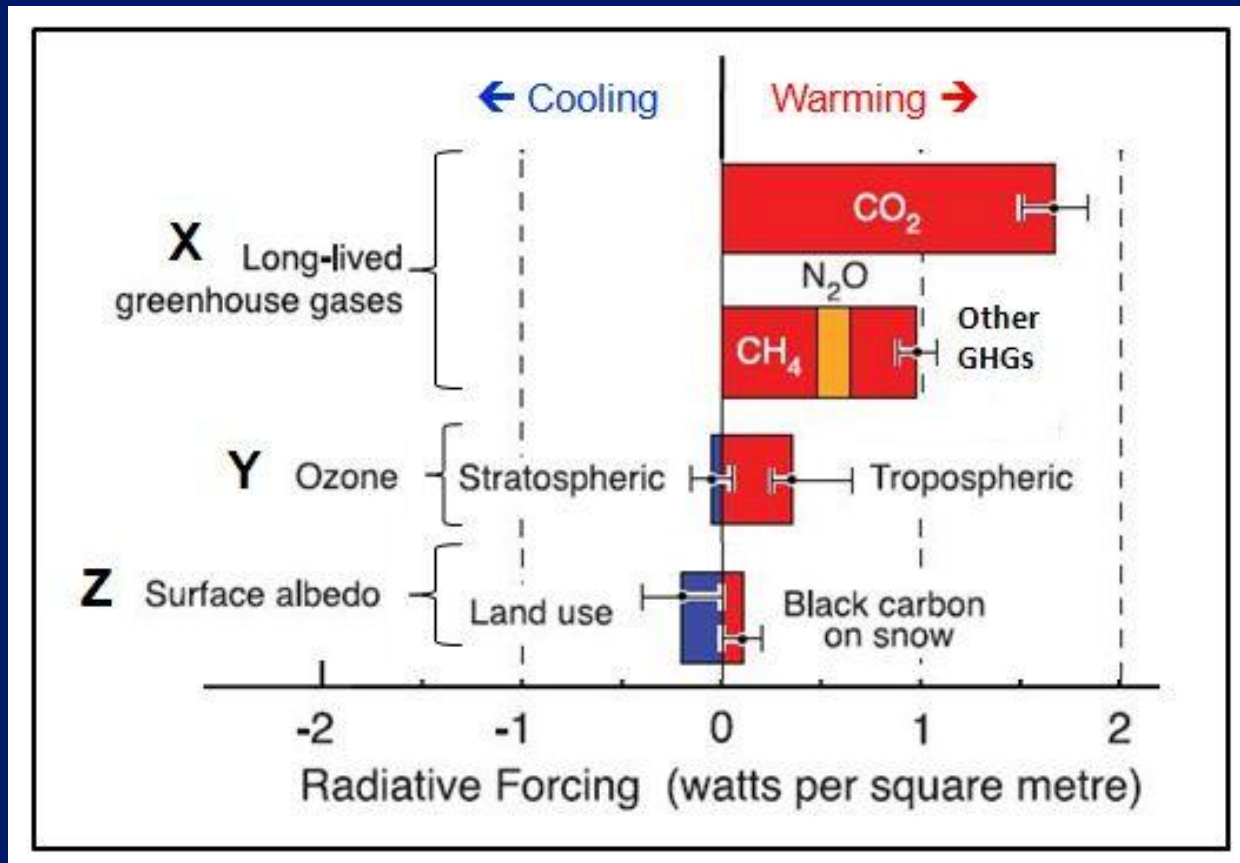 ← Cooling
Warming →
X Long-lived
greenhouse gases
CO₂
N₂O
CH₄
Other
GHGs
Y Ozone
Stratospheric
Tropospheric
Z Surface albedo
Land use
Black carbon
on snow
-2 -1 0 1 2
Radiative Forcing (watts per square metre)